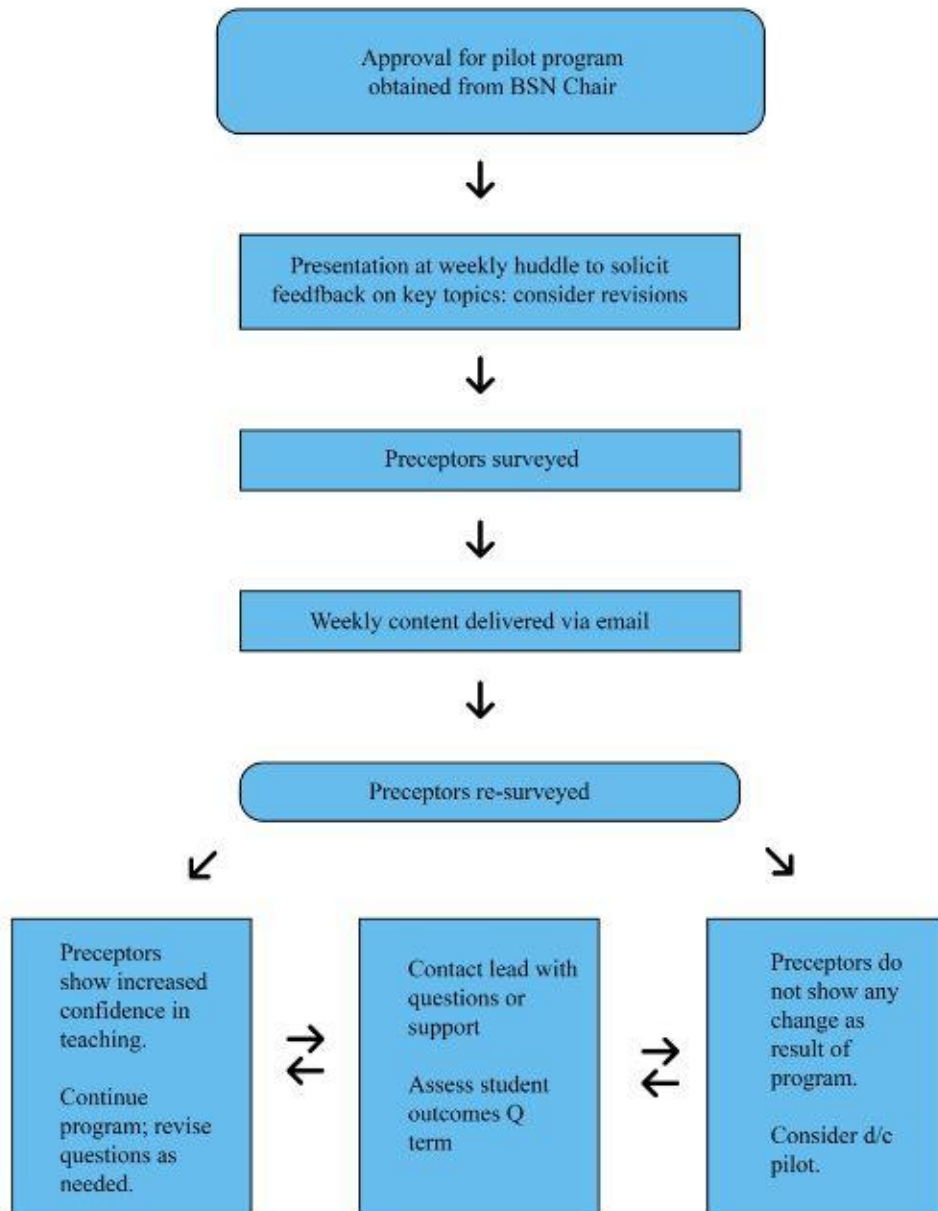 Approval for pilot program
obtained from BSN Chair
Presentation at weekly huddle to solicit
feedfback on key topics: consider revisions
Preceptors surveyed
Weekly content delivered via email
Preceptors re-surveyed
Preceptors
show increased
confidence in
teaching.
Continue
program; revise
questions as
needed.
Contact lead with
questions or
support
Assess student
outcomes Q
term
Preceptors do
not show any
change as
result of
program.
Consider d/c
pilot.